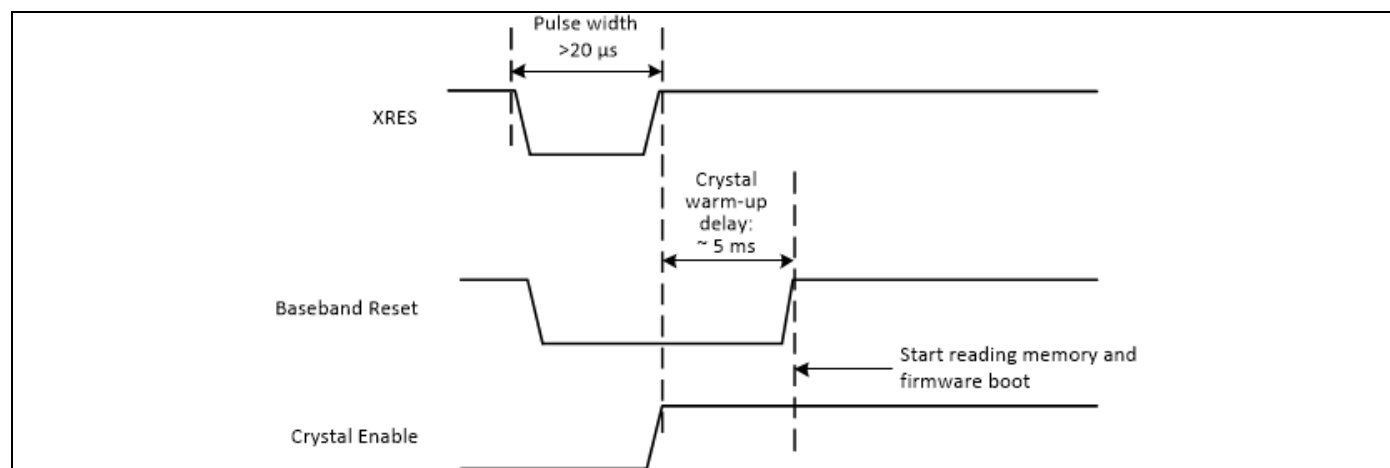 Pulse width
>20 µs
XRES
Crystal
warm-up
delay:
~ 5 ms
Baseband Reset
Start reading memory and
firmware boot
Crystal Enable